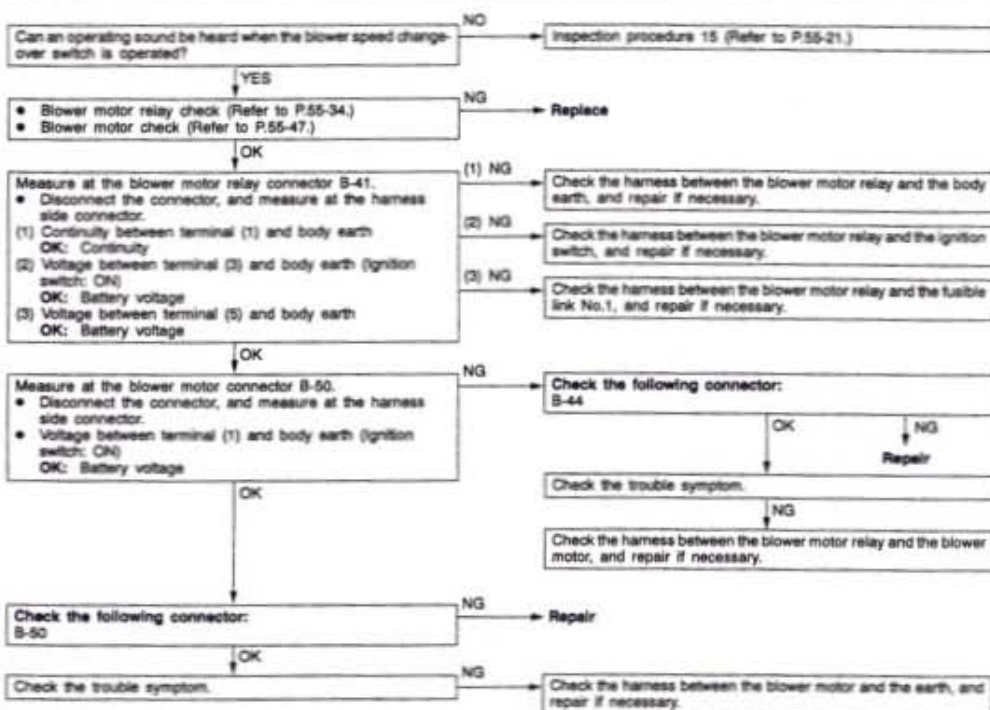 Can an operating sound be heard when the blower speed change-
over switch is operated?
NO
Inspection procedure 15 (Refer to P.55-21.)
YES
• Blower motor relay check (Refer to P.55-34.)
• Blower motor check (Refer to P.55-47.)
NG
Replace
OK
Measure at the blower motor relay connector B-41.
• Disconnect the connector, and measure at the harness
side connector.
(1) Continuity between terminal (1) and body earth
OK: Continuity
(2) Voltage between terminal (3) and body earth (Ignition
switch: ON)
OK: Battery voltage
(3) Voltage between terminal (5) and body earth
OK: Battery voltage
(1) NG
Check the harness between the blower motor relay and the body
earth, and repair if necessary.
(2) NG
Check the harness between the blower motor relay and the ignition
switch, and repair if necessary.
(3) NG
Check the harness between the blower motor relay and the fusible
link No.1, and repair if necessary.
OK
Measure at the blower motor connector B-50.
• Disconnect the connector, and measure at the harness
side connector.
• Voltage between terminal (1) and body earth (Ignition
switch: ON)
OK: Battery voltage
NG
Check the following connector:
B-44
OK
NG
Repair
Check the trouble symptom.
NG
Check the harness between the blower motor relay and the blower
motor, and repair if necessary.
OK
Check the following connector:
B-50
NG
Repair
OK
Check the trouble symptom.
NG
Check the harness between the blower motor and the earth, and
repair if necessary.